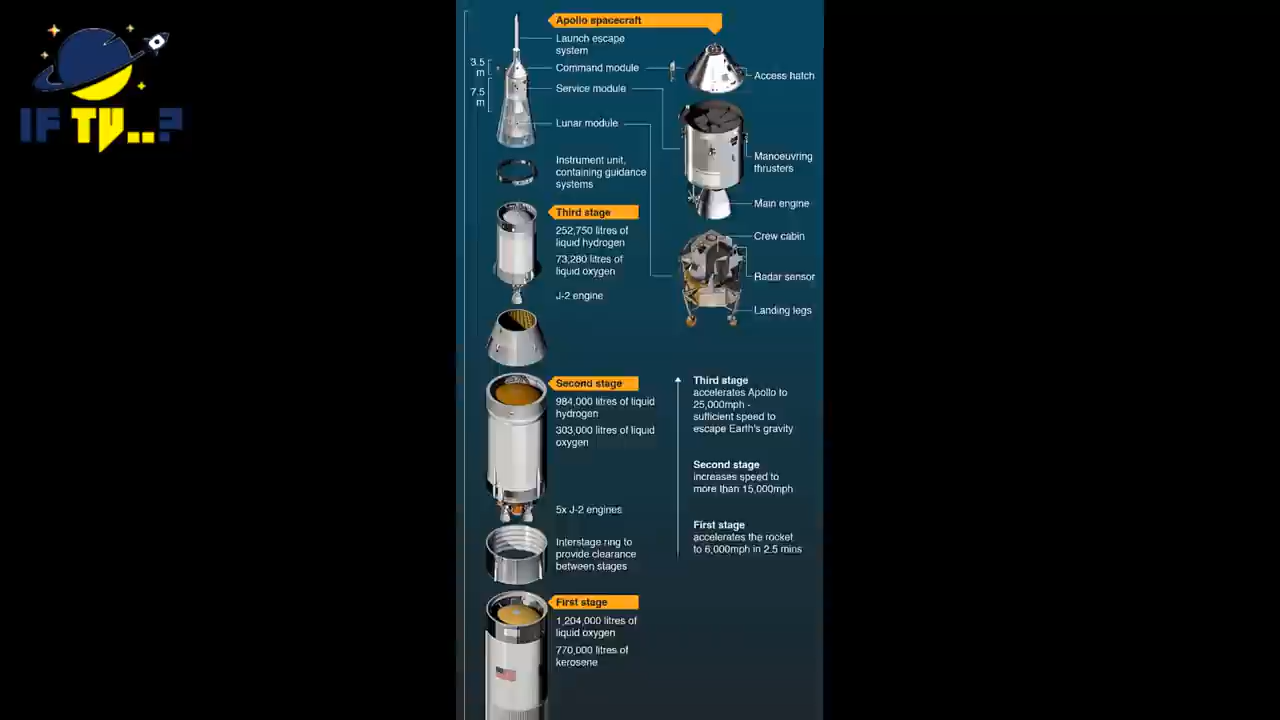 IF TV..?
Apollo spacecraft
Launch escape
system
3.5
m
Command module
7.5
m
Service module
Lunar module
Access hatch
Manoeuvring
thrusters
Main engine
Crew cabin
Radar sensor
Landing legs
Instrument unit,
containing guidance
systems
Third stage
252,750 litres of
liquid hydrogen
73,280 litres of
liquid oxygen
J-2 engine
Second stage
984,000 litres of liquid
hydrogen
303,000 litres of liquid
oxygen
5x J-2 engines
Interstage ring to
provide clearance
between stages
First stage
1,204,000 litres of
liquid oxygen
770,000 litres of
kerosene
Third stage
accelerates Apollo to
25,000mph -
sufficient speed to
escape Earth's gravity
Second stage
increases speed to
more than 15,000mph
First stage
accelerates the rocket
to 6,000mph in 2.5 mins